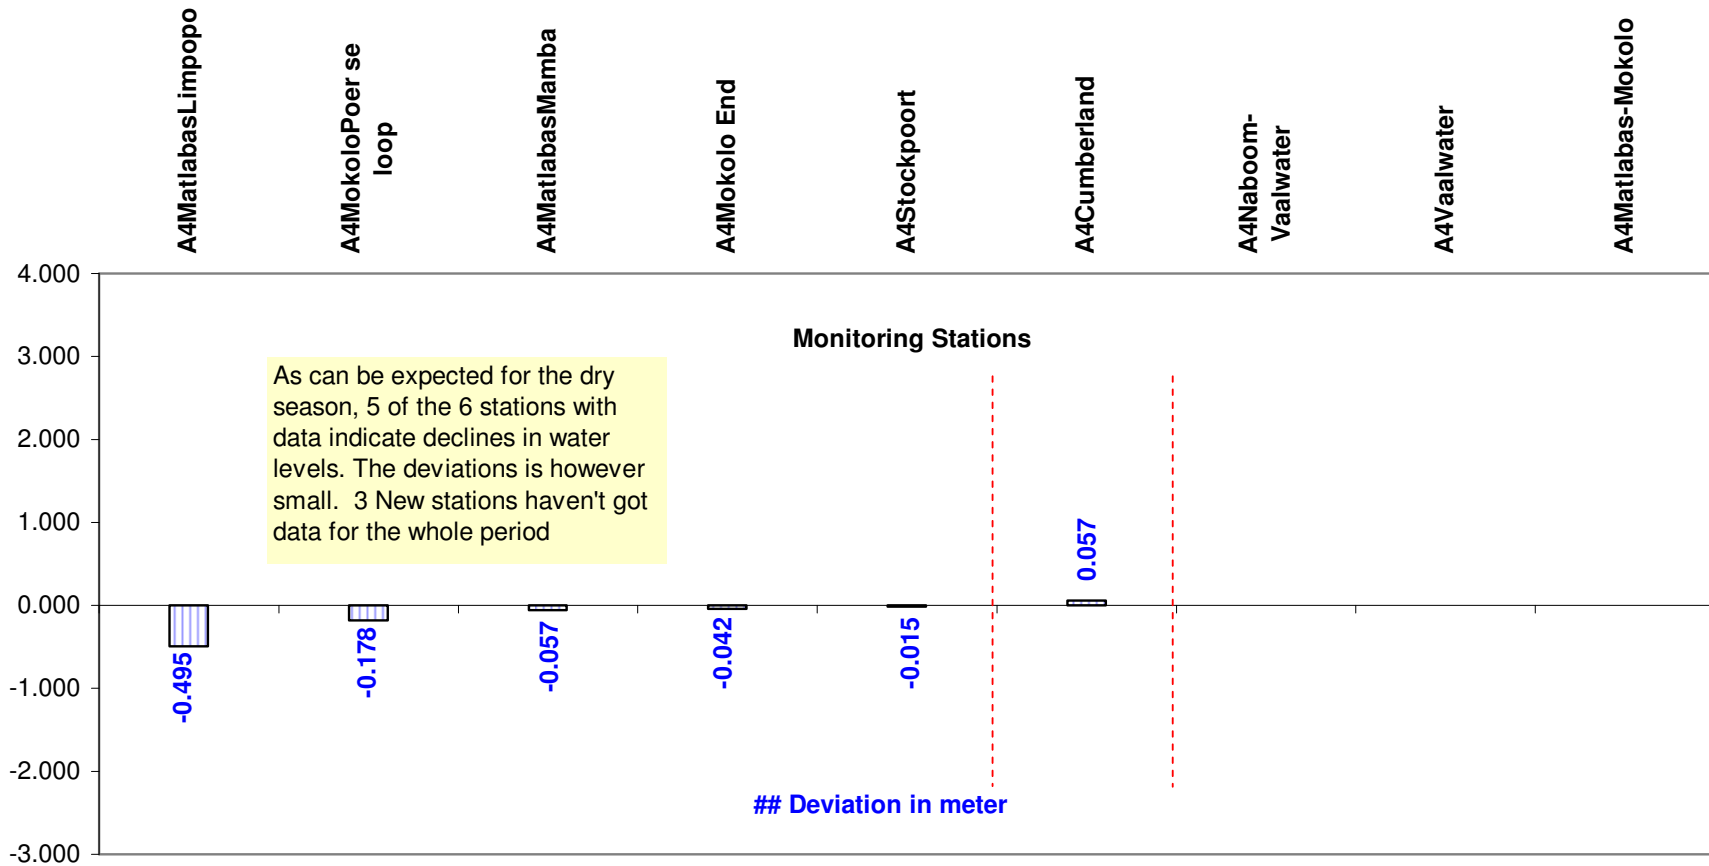 A4MatlabasLimpopo
A4MokoloPoer se
loop
A4MatlabasMamba
A4Mokolo End
A4Stockpoort
A4Cumberland
A4Naboom-
Vaalwater
A4Vaalwater
A4Matlabas-Mokolo
4.000
3.000
2.000
1.000
0.000
-1.000
-2.000
-3.000
Monitoring Stations
As can be expected for the dry
season, 5 of the 6 stations with
data indicate declines in water
levels. The deviations is however
small.  3 New stations haven't got
data for the whole period
-0.495
-0.178
-0.057
-0.042
-0.015
0.057
## Deviation in meter